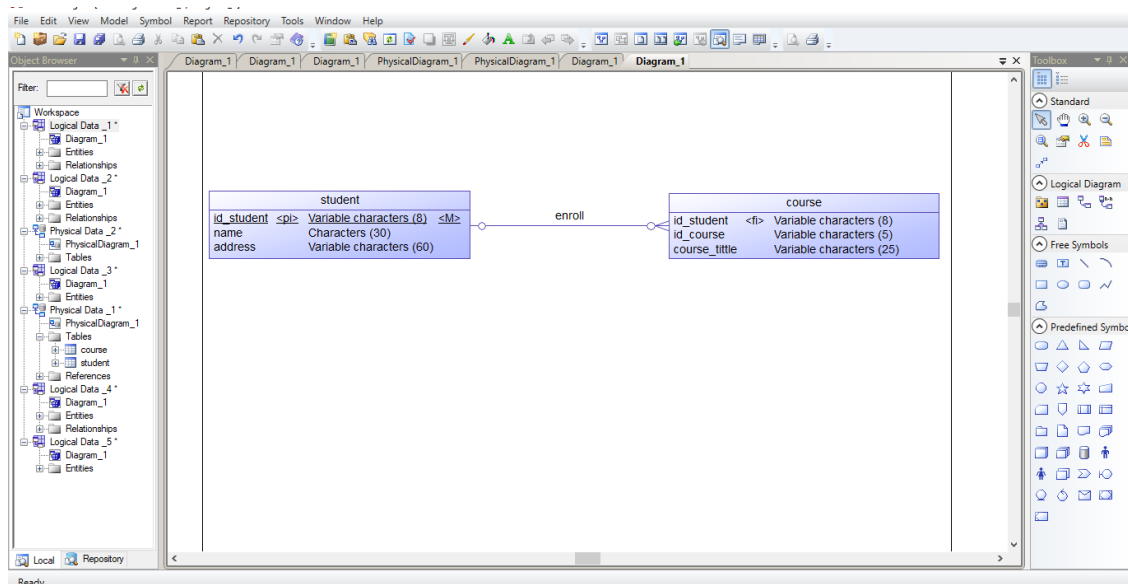 File Edit View Model Symbol Report Repository Tools Window Help
Object Browser
Diagram_1 Diagram_1 Diagram_1 PhysicalDiagram_1 PhysicalDiagram_1 Diagram_1 Diagram_1
Toolbox
Filter:
Workspace
Logical Data _1 *
Diagram_1
Entities
Relationships
Logical Data _2 *
Diagram_1
Entities
Relationships
Physical Data _2 *
PhysicalDiagram_1
Tables
Logical Data _3 *
Diagram_1
Entities
Physical Data _1 *
PhysicalDiagram_1
Tables
course
student
References
Logical Data _4 *
Diagram_1
Entities
Relationships
Logical Data _5 *
Diagram_1
Entities
Local Repository
student
id_student <pi> Variable characters (8) <M>
name Characters (30)
address Variable characters (60)
enroll
course
id_student <fi> Variable characters (8)
id_course Variable characters (5)
course_tittle Variable characters (25)
Standard
Logical Diagram
Free Symbols
Predefined Symbo
Ready